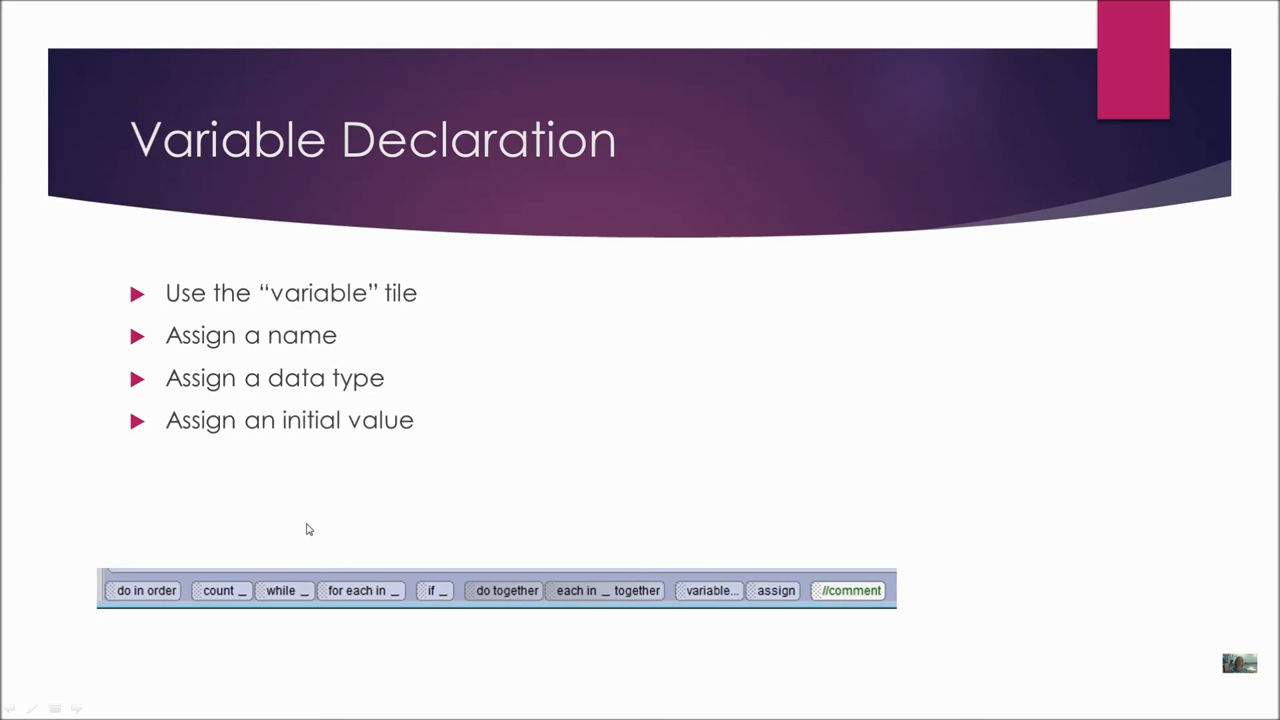 Variable Declaration
Use the “variable” tile
Assign a name
Assign a data type
Assign an initial value
do in order count _ while _ for each in _ if _ do together each in _ together variable... assign //comment